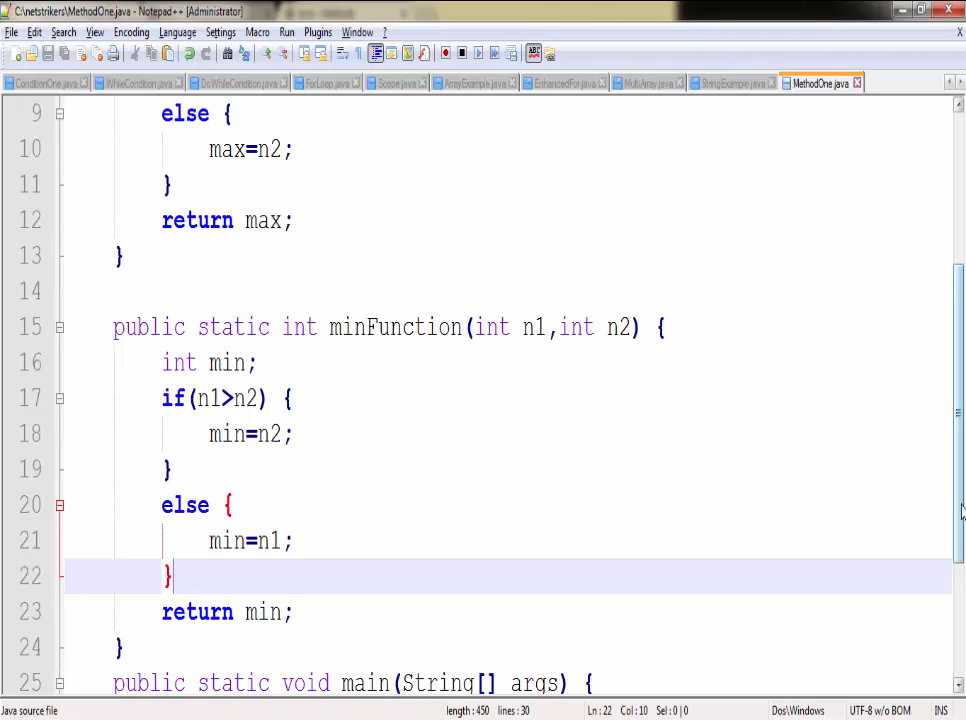 C:\netstrikers\MethodOne.java - Notepad++ [Administrator]
File Edit Search View Encoding Language Settings Macro Run Plugins Window ? X
ConditionOne.java WhileCondition.java DoWhileCondition.java ForLoop.java Scope.java ArrayExample.java EnhancedFor.java MultiArray.java StringExample.java MethodOne.java
9 else {
10 max=n2;
11 }
12 return max;
13 }
14
15 public static int minFunction(int n1,int n2) {
16 int min;
17 if(n1>n2) {
18 min=n2;
19 }
20 else {
21 min=n1;
22 }
23 return min;
24 }
25 public static void main(String[] args) {
Java source file length : 450 lines : 30 Ln : 22 Col : 10 Sel : 0 | 0 Dos\Windows UTF-8 w/o BOM INS